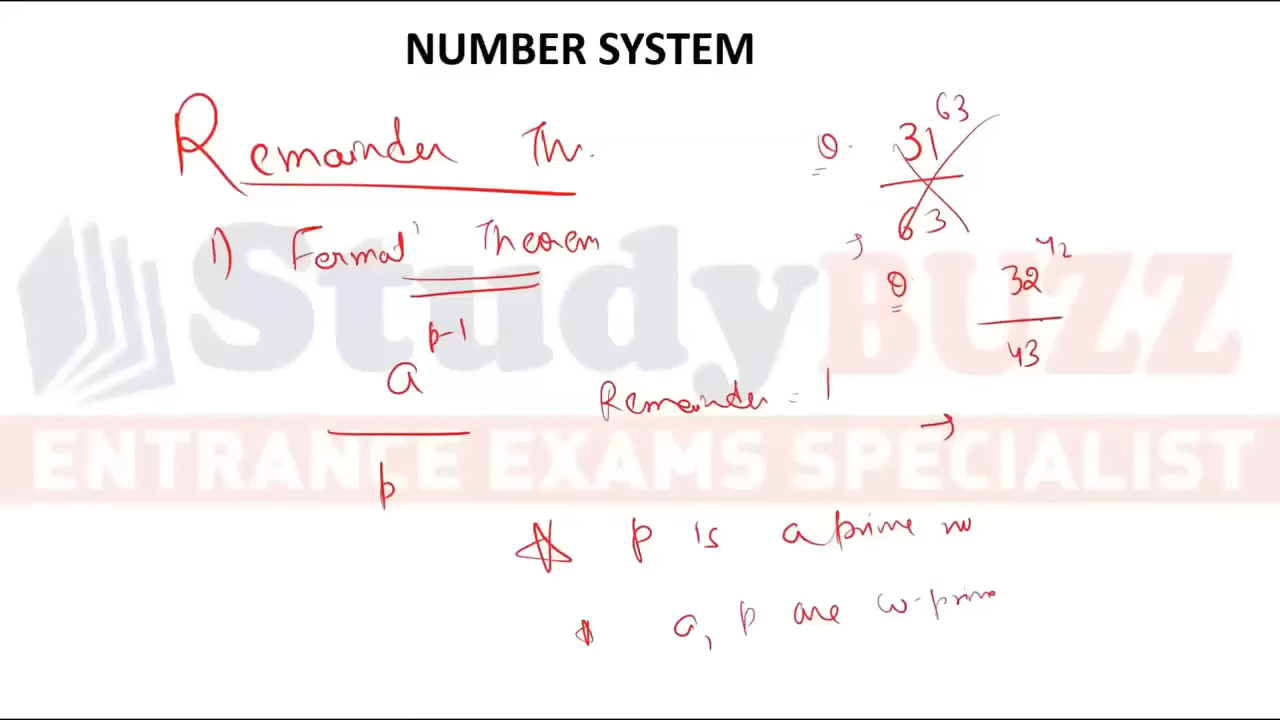 NUMBER SYSTEM
Remainder Th.
1) Fermat' Theorem
a^p-1
p
Remainder = 1
p is a prime no
a, p are co-prime
Q. 31^63
63
→
Q 32^42
43
→
StudyBUZZ
ENTRANCE EXAMS SPECIALIST